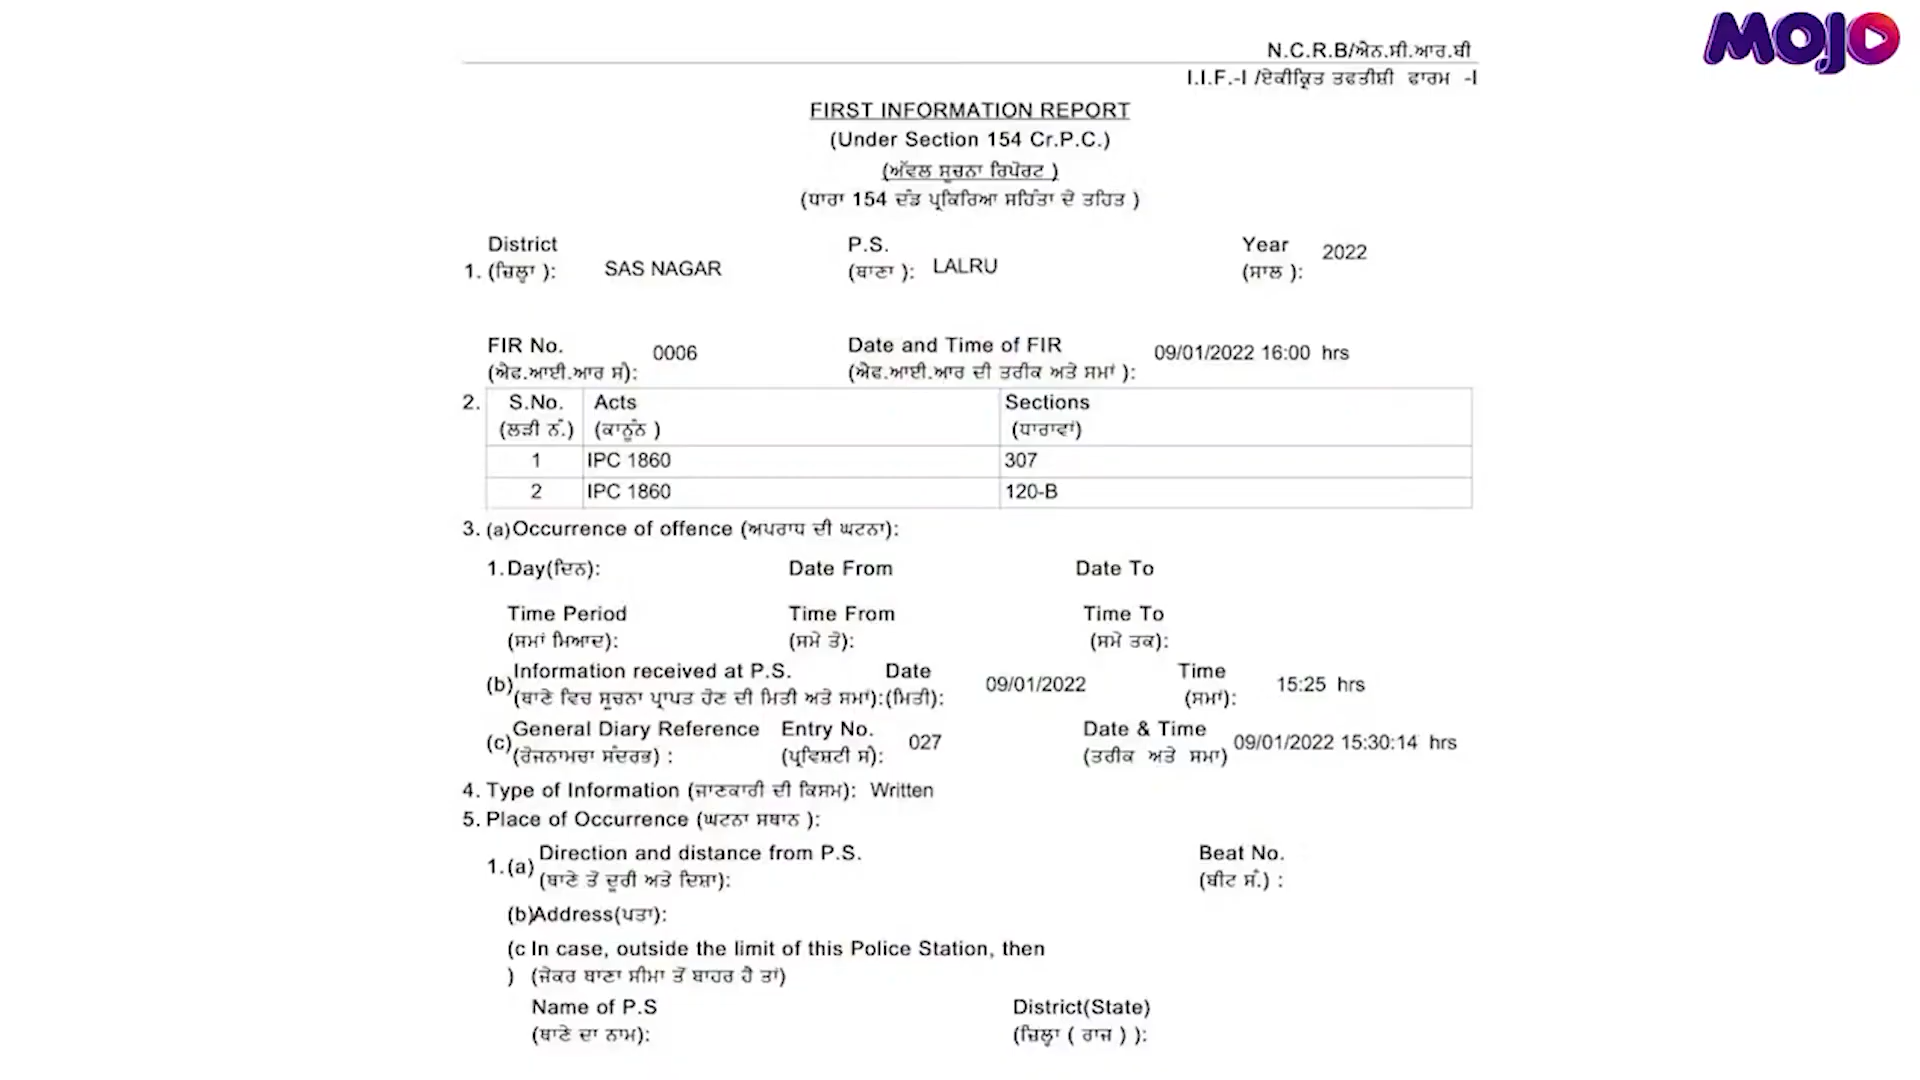 MOJO
N.C.R.B/ਐਨ.ਸੀ.ਆਰ.ਬੀ
I.I.F.-I /ਏਕੀਕ੍ਰਿਤ ਤਫਤੀਸ਼ੀ ਫਾਰਮ -I
FIRST INFORMATION REPORT
(Under Section 154 Cr.P.C.)
(ਅੱਵਲ ਸੂਚਨਾ ਰਿਪੋਰਟ )
(ਧਾਰਾ 154 ਦੰਡ ਪ੍ਰਕਿਰਿਆ ਸਹਿੰਤਾ ਦੇ ਤਹਿਤ )
District P.S. Year 2022
1. (ਜ਼ਿਲ੍ਹਾ ): SAS NAGAR (ਥਾਣਾ ): LALRU (ਸਾਲ ):
FIR No. 0006 Date and Time of FIR 09/01/2022 16:00 hrs
(ਐਫ.ਆਈ.ਆਰ ਸ): (ਐਫ.ਆਈ.ਆਰ ਦੀ ਤਰੀਕ ਅਤੇ ਸਮਾਂ ):
2. S.No. Acts Sections
(ਲੜੀ ਨੰ.) (ਕਾਨੂੰਨ ) (ਧਾਰਾਵਾਂ)
1 IPC 1860 307
2 IPC 1860 120-B
3. (a)Occurrence of offence (ਅਪਰਾਧ ਦੀ ਘਟਨਾ):
1.Day(ਦਿਨ): Date From Date To
Time Period Time From Time To
(ਸਮਾਂ ਮਿਆਦ): (ਸਮੇ ਤੋ): (ਸਮੇ ਤਕ):
(b) Information received at P.S. Date 09/01/2022 Time 15:25 hrs
(ਥਾਣੇ ਵਿਚ ਸੂਚਨਾ ਪ੍ਰਾਪਤ ਹੋਣ ਦੀ ਮਿਤੀ ਅਤੇ ਸਮਾਂ):(ਮਿਤੀ): (ਸਮਾਂ):
(c) General Diary Reference Entry No. 027 Date & Time 09/01/2022 15:30:14 hrs
(ਰੋਜਨਾਮਚਾ ਸੰਦਰਭ) : (ਪ੍ਰਵਿਸ਼ਟੀ ਸੰ): (ਤਰੀਕ ਅਤੇ ਸਮਾ)
4. Type of Information (ਜਾਣਕਾਰੀ ਦੀ ਕਿਸਮ): Written
5. Place of Occurrence (ਘਟਨਾ ਸਥਾਨ ):
1.(a) Direction and distance from P.S. Beat No.
(ਥਾਣੇ ਤੋਂ ਦੂਰੀ ਅਤੇ ਦਿਸ਼ਾ): (ਬੀਟ ਸੰ.) :
(b)Address(ਪਤਾ):
(c In case, outside the limit of this Police Station, then
) (ਜੇਕਰ ਥਾਣਾ ਸੀਮਾ ਤੋਂ ਬਾਹਰ ਹੈ ਤਾਂ)
Name of P.S District(State)
(ਥਾਣੇ ਦਾ ਨਾਮ): (ਜ਼ਿਲ੍ਹਾ ( ਰਾਜ ) ):